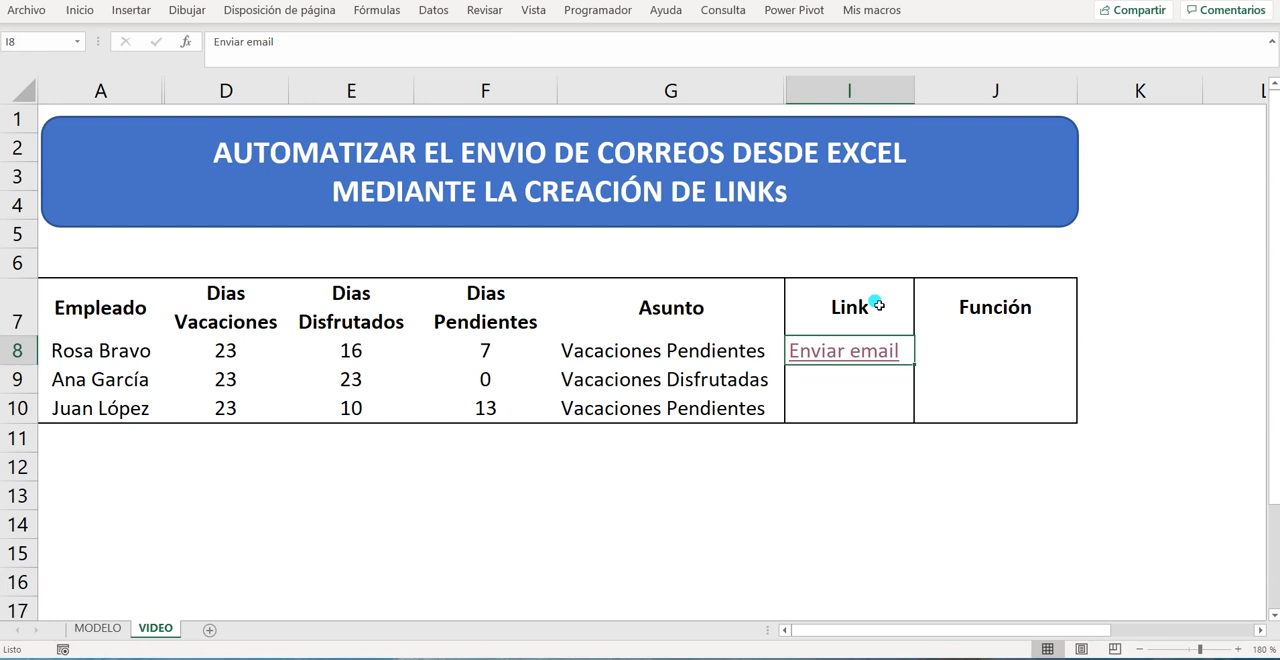 Archivo Inicio Insertar Dibujar Disposición de página Fórmulas Datos Revisar Vista Programador Ayuda Consulta Power Pivot Mis macros Compartir Comentarios
I8 fx Enviar email
A D E F G I J K L
1
2
3
4
5
6
7
8
9
10
11
12
13
14
15
16
17
AUTOMATIZAR EL ENVIO DE CORREOS DESDE EXCEL
MEDIANTE LA CREACIÓN DE LINKs
Empleado Dias Vacaciones Dias Disfrutados Dias Pendientes Asunto Link Función
Rosa Bravo 23 16 7 Vacaciones Pendientes Enviar email
Ana García 23 23 0 Vacaciones Disfrutadas
Juan López 23 10 13 Vacaciones Pendientes
MODELO VIDEO
Listo 180 %